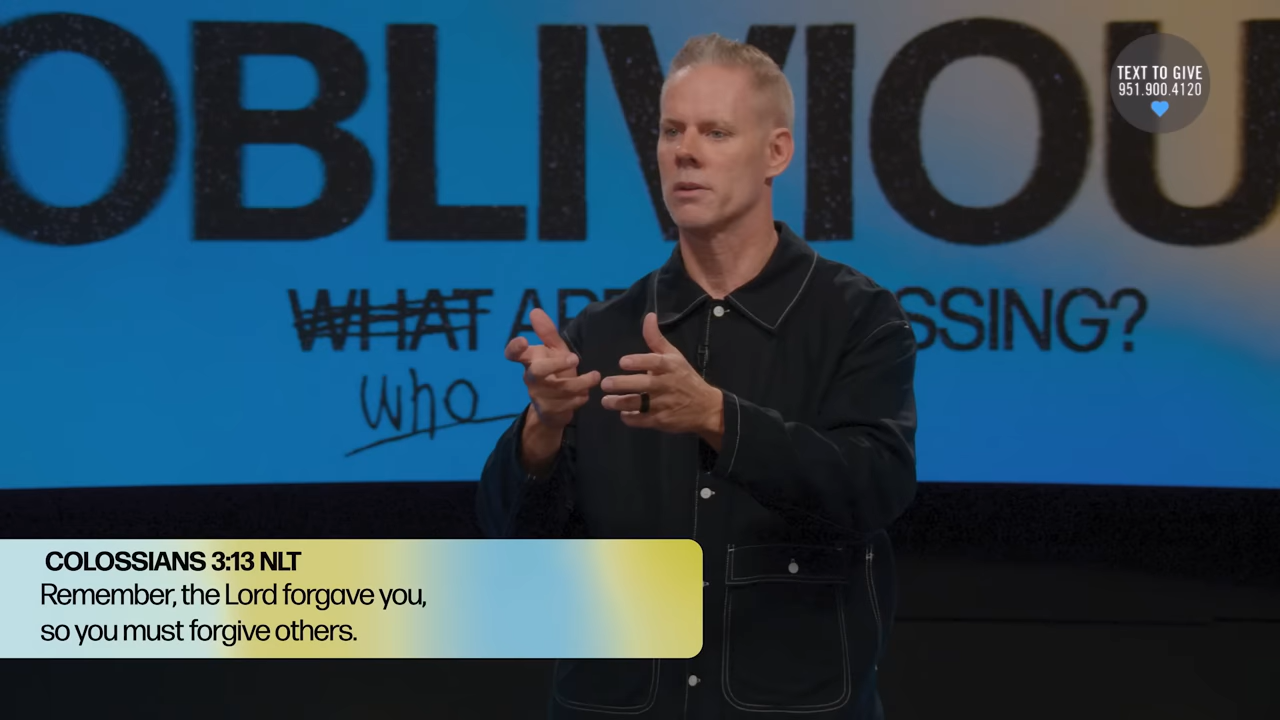 OBLIVIOU
TEXT TO GIVE
951.900.4120
WHAT SSING?
who
COLOSSIANS 3:13 NLT
Remember, the Lord forgave you,
so you must forgive others.